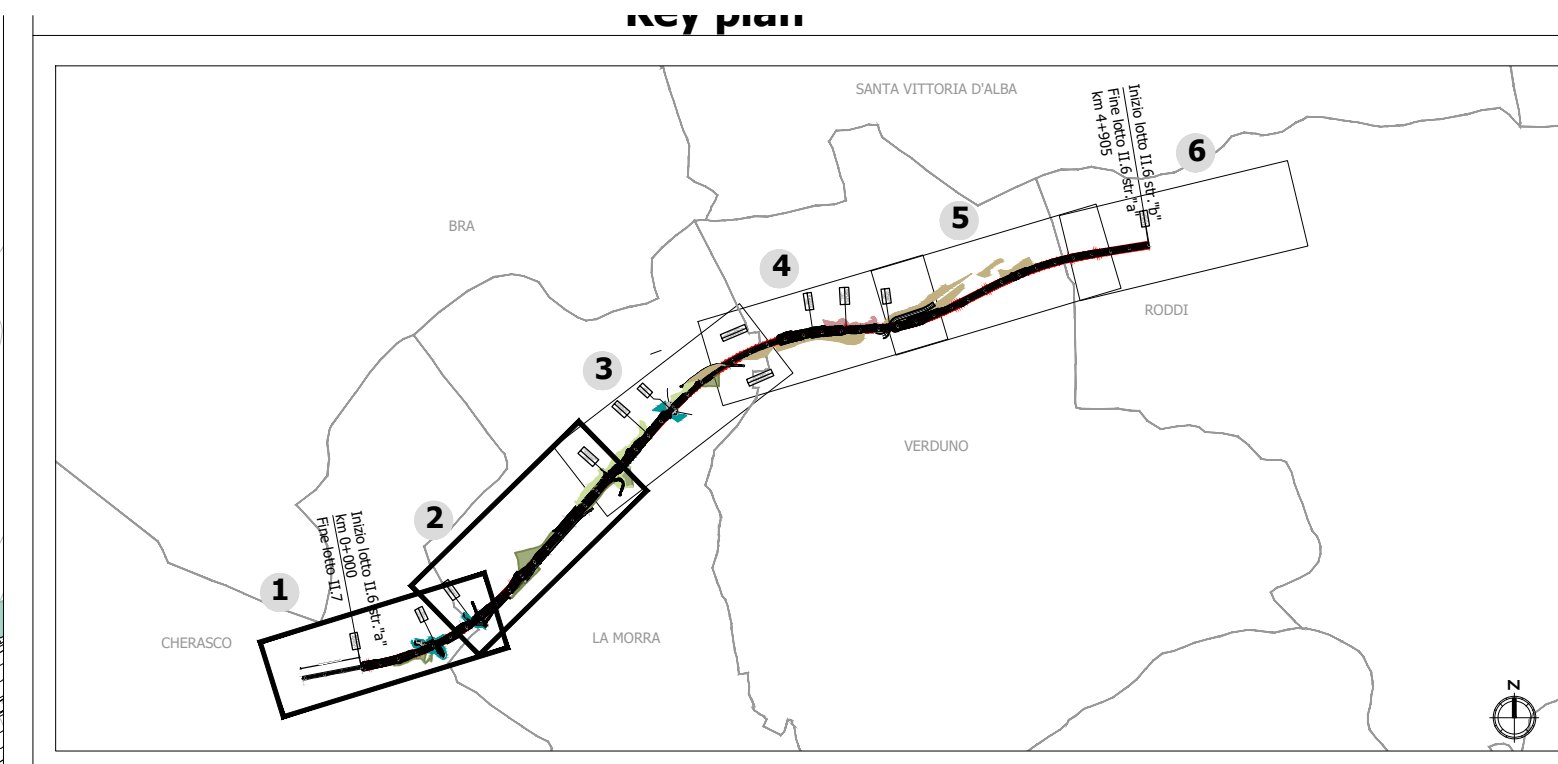 Key plan
SANTA VITTORIA D'ALBA
Inizio lotto II.6 str."b"
Fine lotto II.6 str."a"
km 4+905
6
BRA
5
4
RODDI
3
VERDUNO
2
Inizio lotto II.6 str."a"
km 0+000
Fine lotto II.7
1
CHERASCO
LA MORRA
N